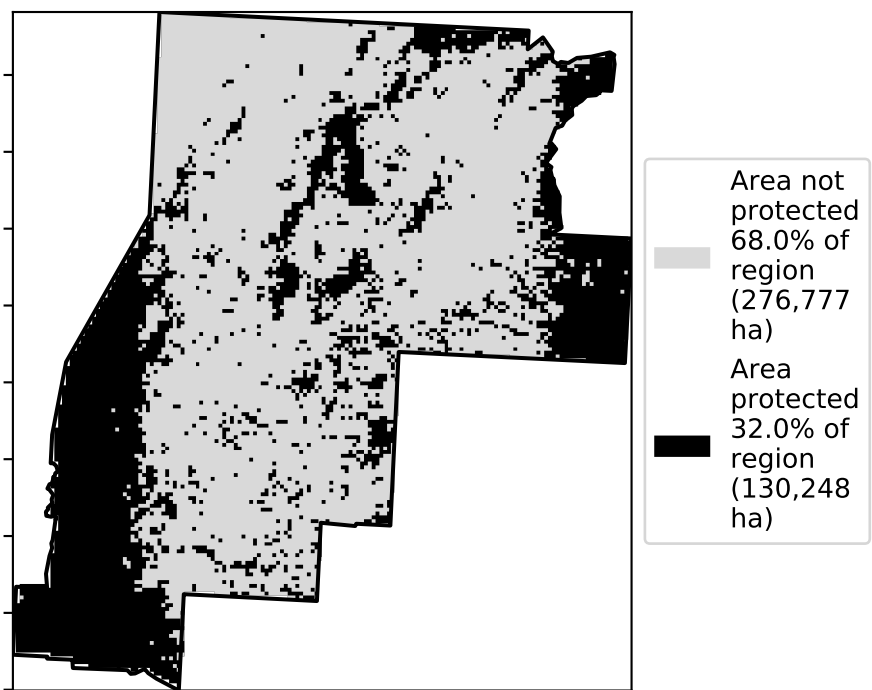 Area not
protected
68.0% of
region
(276,777
ha)
Area
protected
32.0% of
region
(130,248
ha)